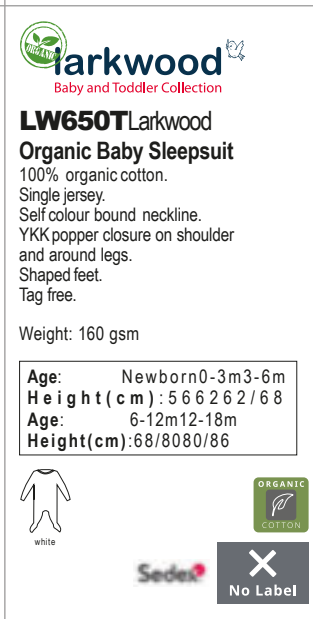 ORGANIC
larkwood
Baby and Toddler Collection
LW650TLarkwood
Organic Baby Sleepsuit
100% organic cotton.
Single jersey.
Self colour bound neckline.
YKK popper closure on shoulder
and around legs.
Shaped feet.
Tag free.
Weight: 160 gsm
Age: Newborn0-3m3-6m
Height(cm):566262/68
Age: 6-12m12-18m
Height(cm):68/8080/86
white
ORGANIC
COTTON
Sedex
No Label